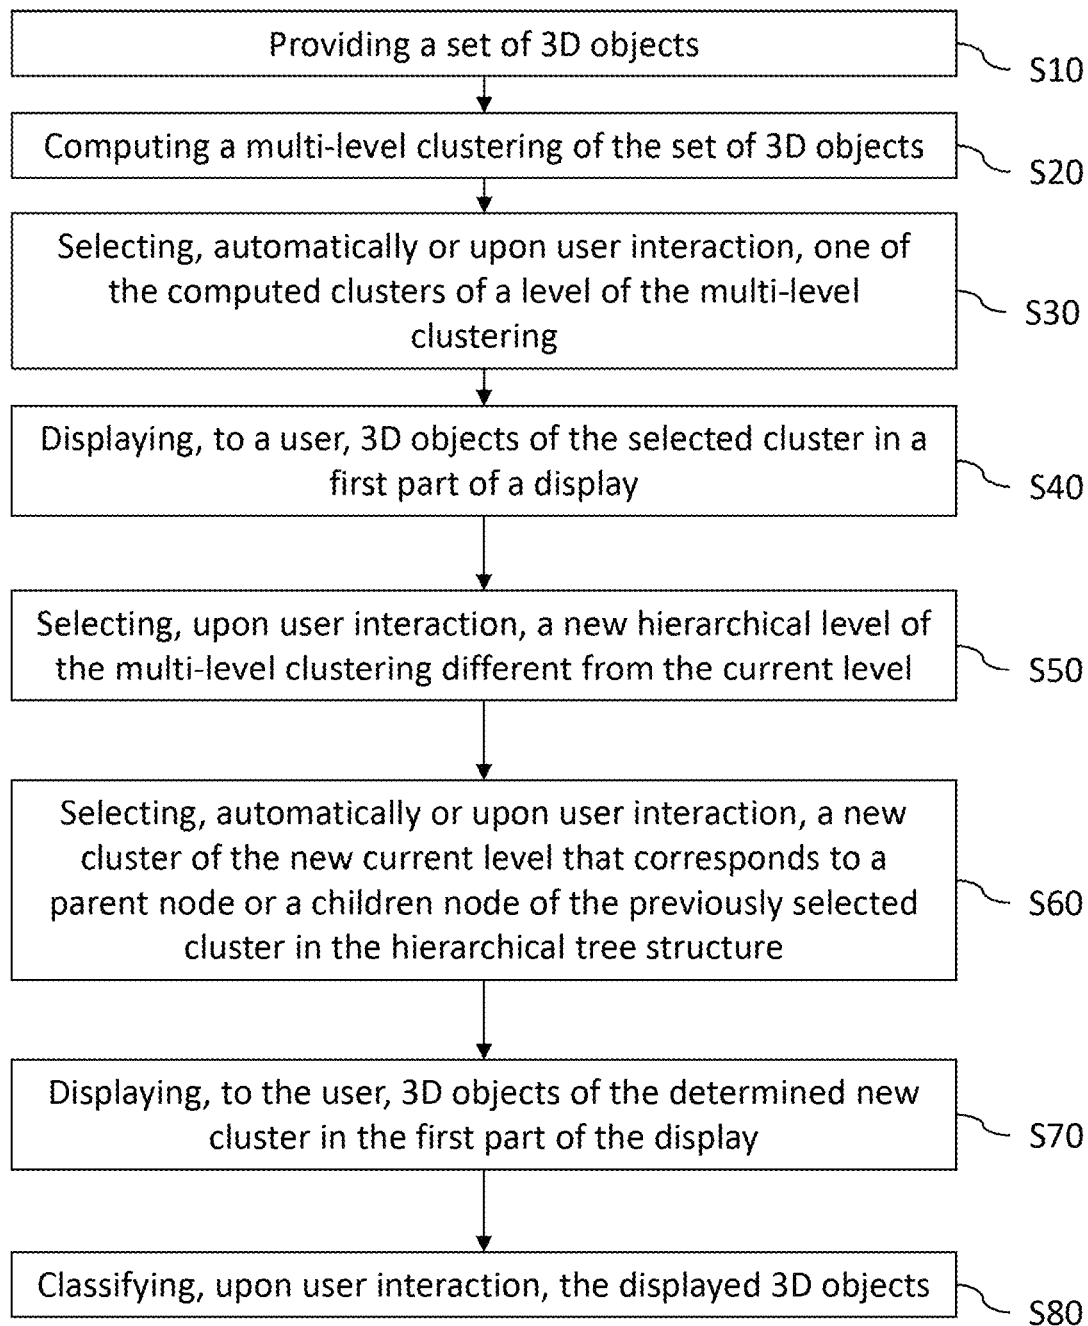 Providing a set of 3D objects
S10
Computing a multi-level clustering of the set of 3D objects
S20
Selecting, automatically or upon user interaction, one of
the computed clusters of a level of the multi-level
clustering
S30
Displaying, to a user, 3D objects of the selected cluster in a
first part of a display
S40
Selecting, upon user interaction, a new hierarchical level of
the multi-level clustering different from the current level
S50
Selecting, automatically or upon user interaction, a new
cluster of the new current level that corresponds to a
parent node or a children node of the previously selected
cluster in the hierarchical tree structure
S60
Displaying, to the user, 3D objects of the determined new
cluster in the first part of the display
S70
Classifying, upon user interaction, the displayed 3D objects
S80